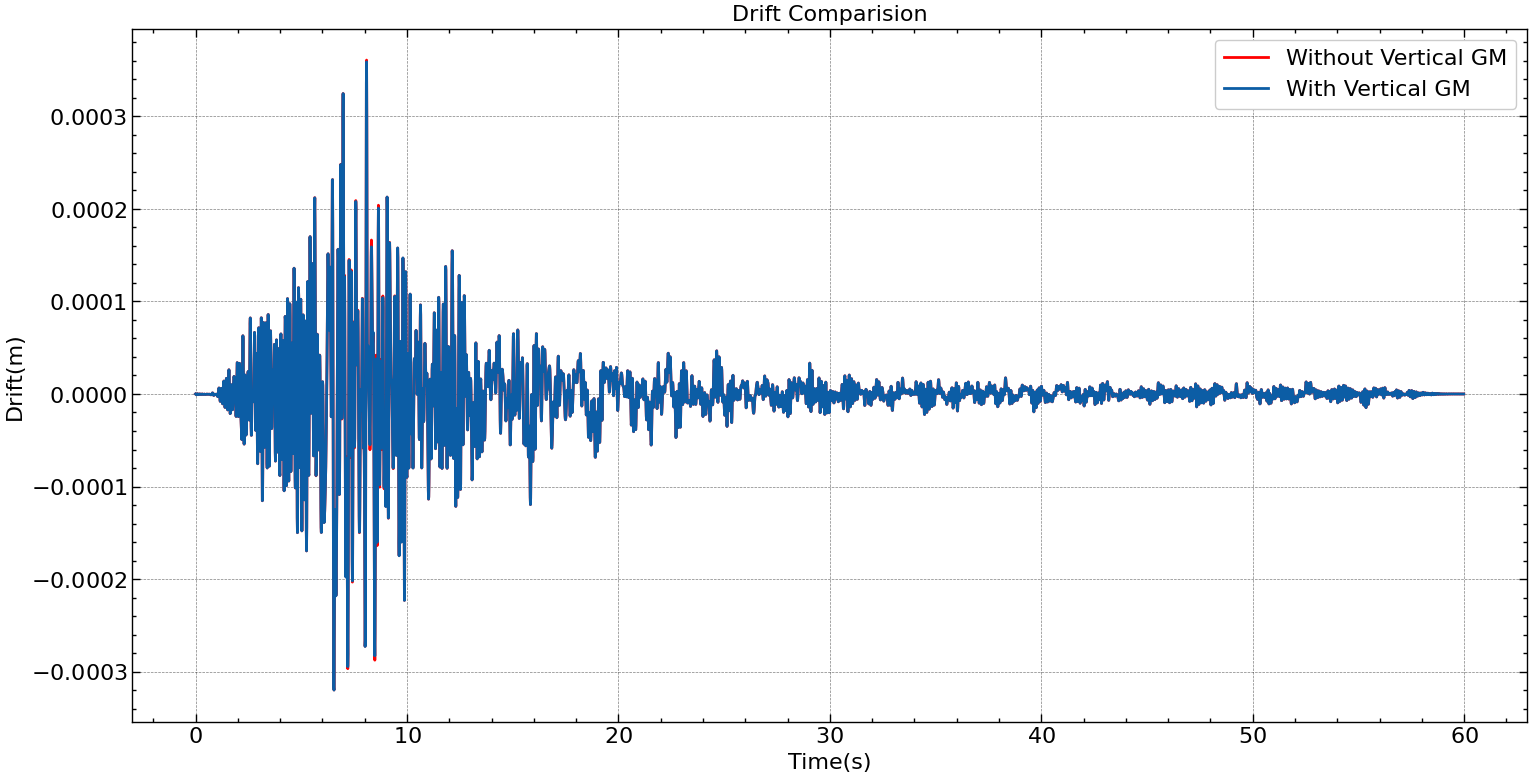 Drift Comparision
Without Vertical GM
With Vertical GM
Drift(m)
0.0003
0.0002
0.0001
0.0000
−0.0001
−0.0002
−0.0003
0 10 20 30 40 50 60
Time(s)